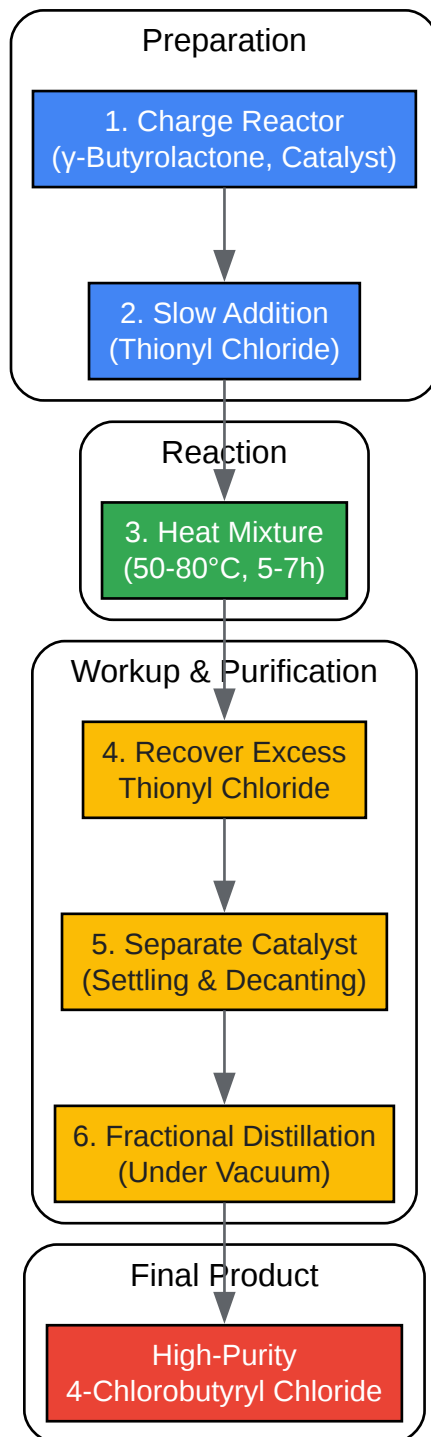 Preparation
1. Charge Reactor
(γ-Butyrolactone, Catalyst)
2. Slow Addition
(Thionyl Chloride)
Reaction
3. Heat Mixture
(50-80°C, 5-7h)
Workup & Purification
4. Recover Excess
Thionyl Chloride
5. Separate Catalyst
(Settling & Decanting)
6. Fractional Distillation
(Under Vacuum)
Final Product
High-Purity
4-Chlorobutyryl Chloride